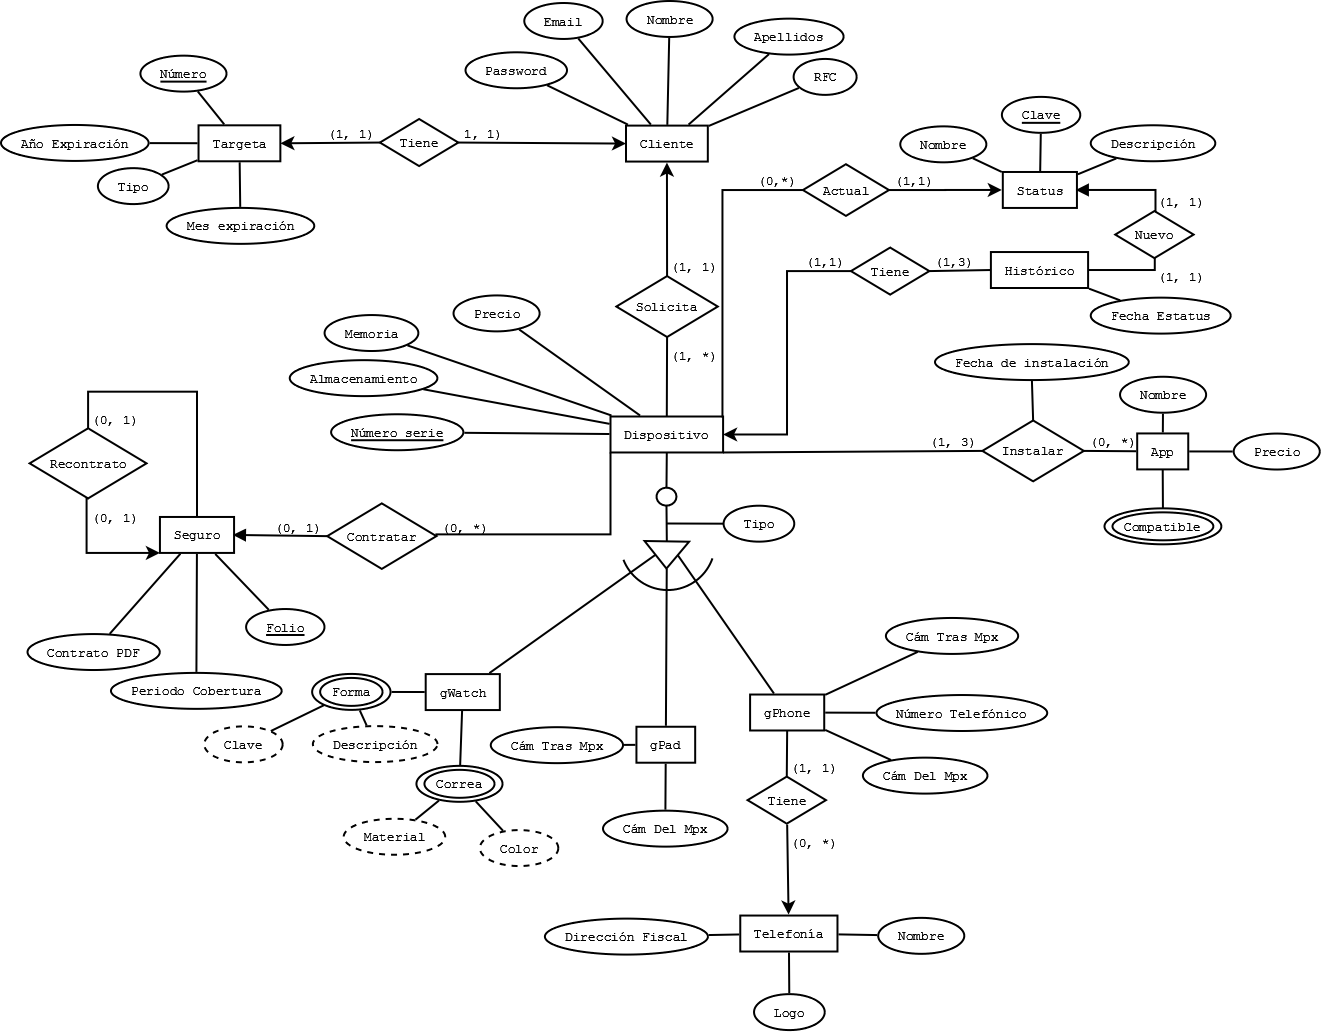 Email
Nombre
Apellidos
Password
RFC
Número
Año Expiración
Targeta
(1, 1)
Tiene
1, 1)
Cliente
Tipo
Mes expiración
Clave
Nombre
Descripción
(0,*)
Actual
(1,1)
Status
(1, 1)
Nuevo
(1, 1)
(1, 1)
Solicita
(1, *)
(1,1)
Tiene
(1,3)
Histórico
Fecha Estatus
Precio
Memoria
Almacenamiento
Número serie
Dispositivo
Fecha de instalación
Nombre
(1, 3)
Instalar
(0, *)
App
Precio
Compatible
(0, 1)
Recontrato
(0, 1)
Seguro
(0, 1)
Contratar
(0, *)
Tipo
Folio
Contrato PDF
Periodo Cobertura
Forma
gWatch
Clave
Descripción
Correa
Material
Color
Cám Tras Mpx
gPad
Cám Del Mpx
Cám Tras Mpx
gPhone
Número Telefónico
Cám Del Mpx
(1, 1)
Tiene
(0, *)
Dirección Fiscal
Telefonía
Nombre
Logo